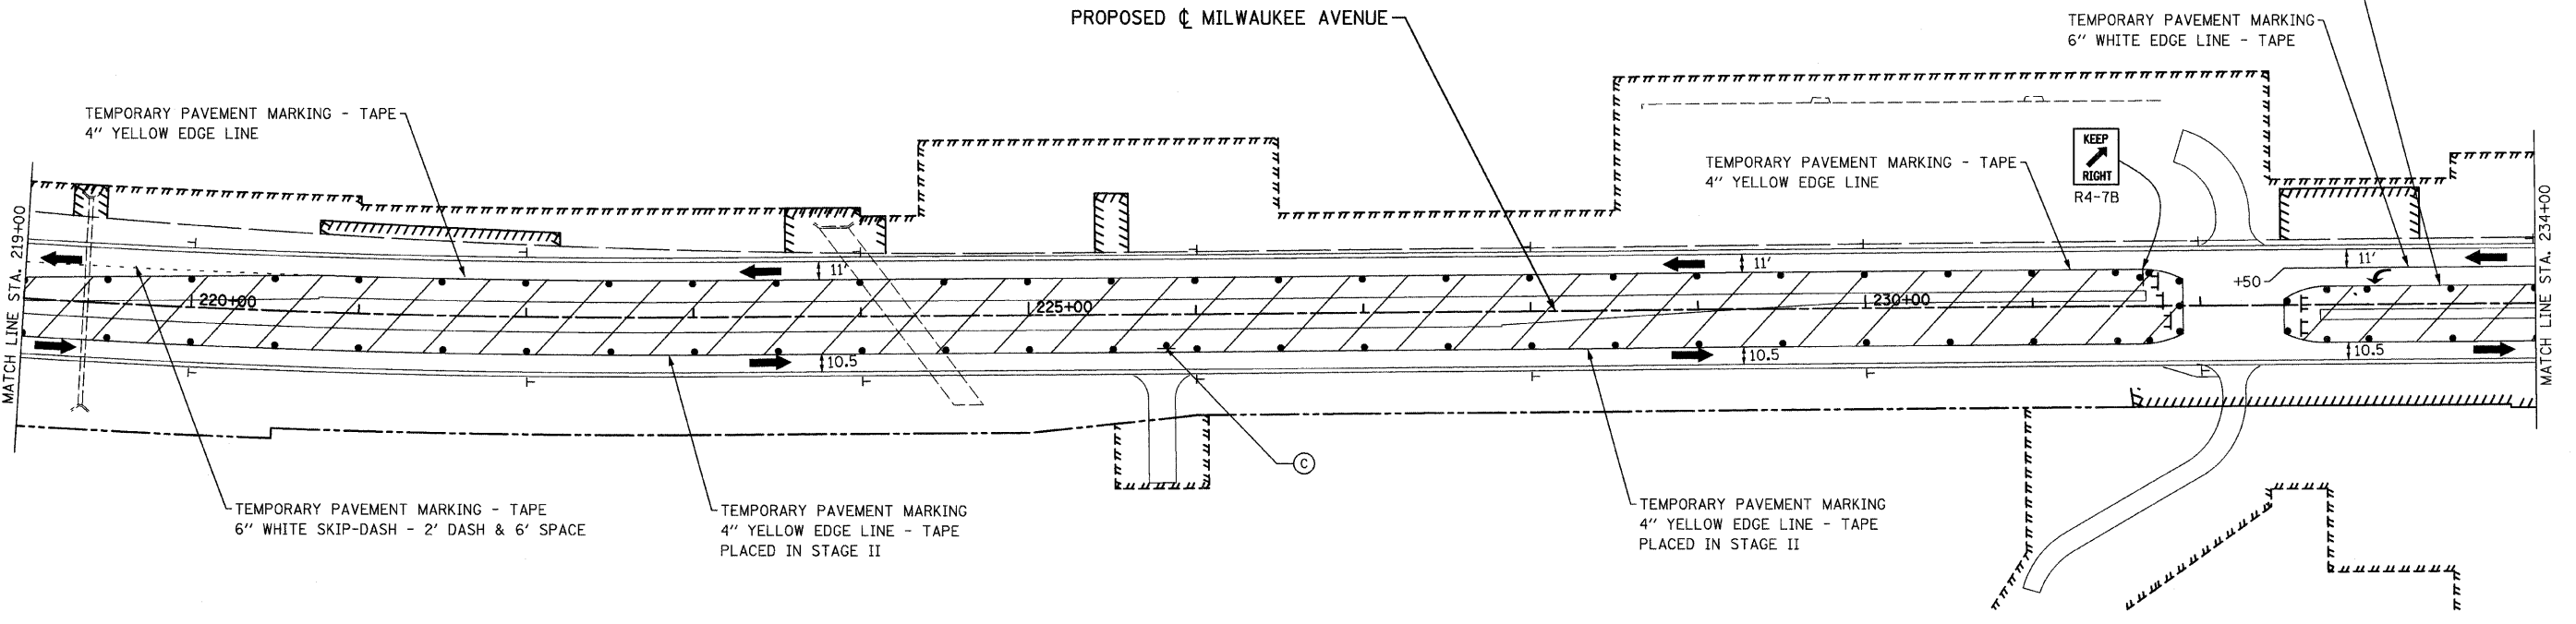 PROPOSED ℄ MILWAUKEE AVENUE
TEMPORARY PAVEMENT MARKING
6" WHITE EDGE LINE - TAPE
TEMPORARY PAVEMENT MARKING - TAPE
4" YELLOW EDGE LINE
TEMPORARY PAVEMENT MARKING - TAPE
4" YELLOW EDGE LINE
KEEP
RIGHT
R4-7B
MATCH LINE STA. 219+00
MATCH LINE STA. 234+00
11'
11'
11'
+50
220+00
225+00
230+00
10.5
10.5
10.5
C
TEMPORARY PAVEMENT MARKING - TAPE
6" WHITE SKIP-DASH - 2' DASH & 6' SPACE
TEMPORARY PAVEMENT MARKING
4" YELLOW EDGE LINE - TAPE
PLACED IN STAGE II
TEMPORARY PAVEMENT MARKING
4" YELLOW EDGE LINE - TAPE
PLACED IN STAGE II